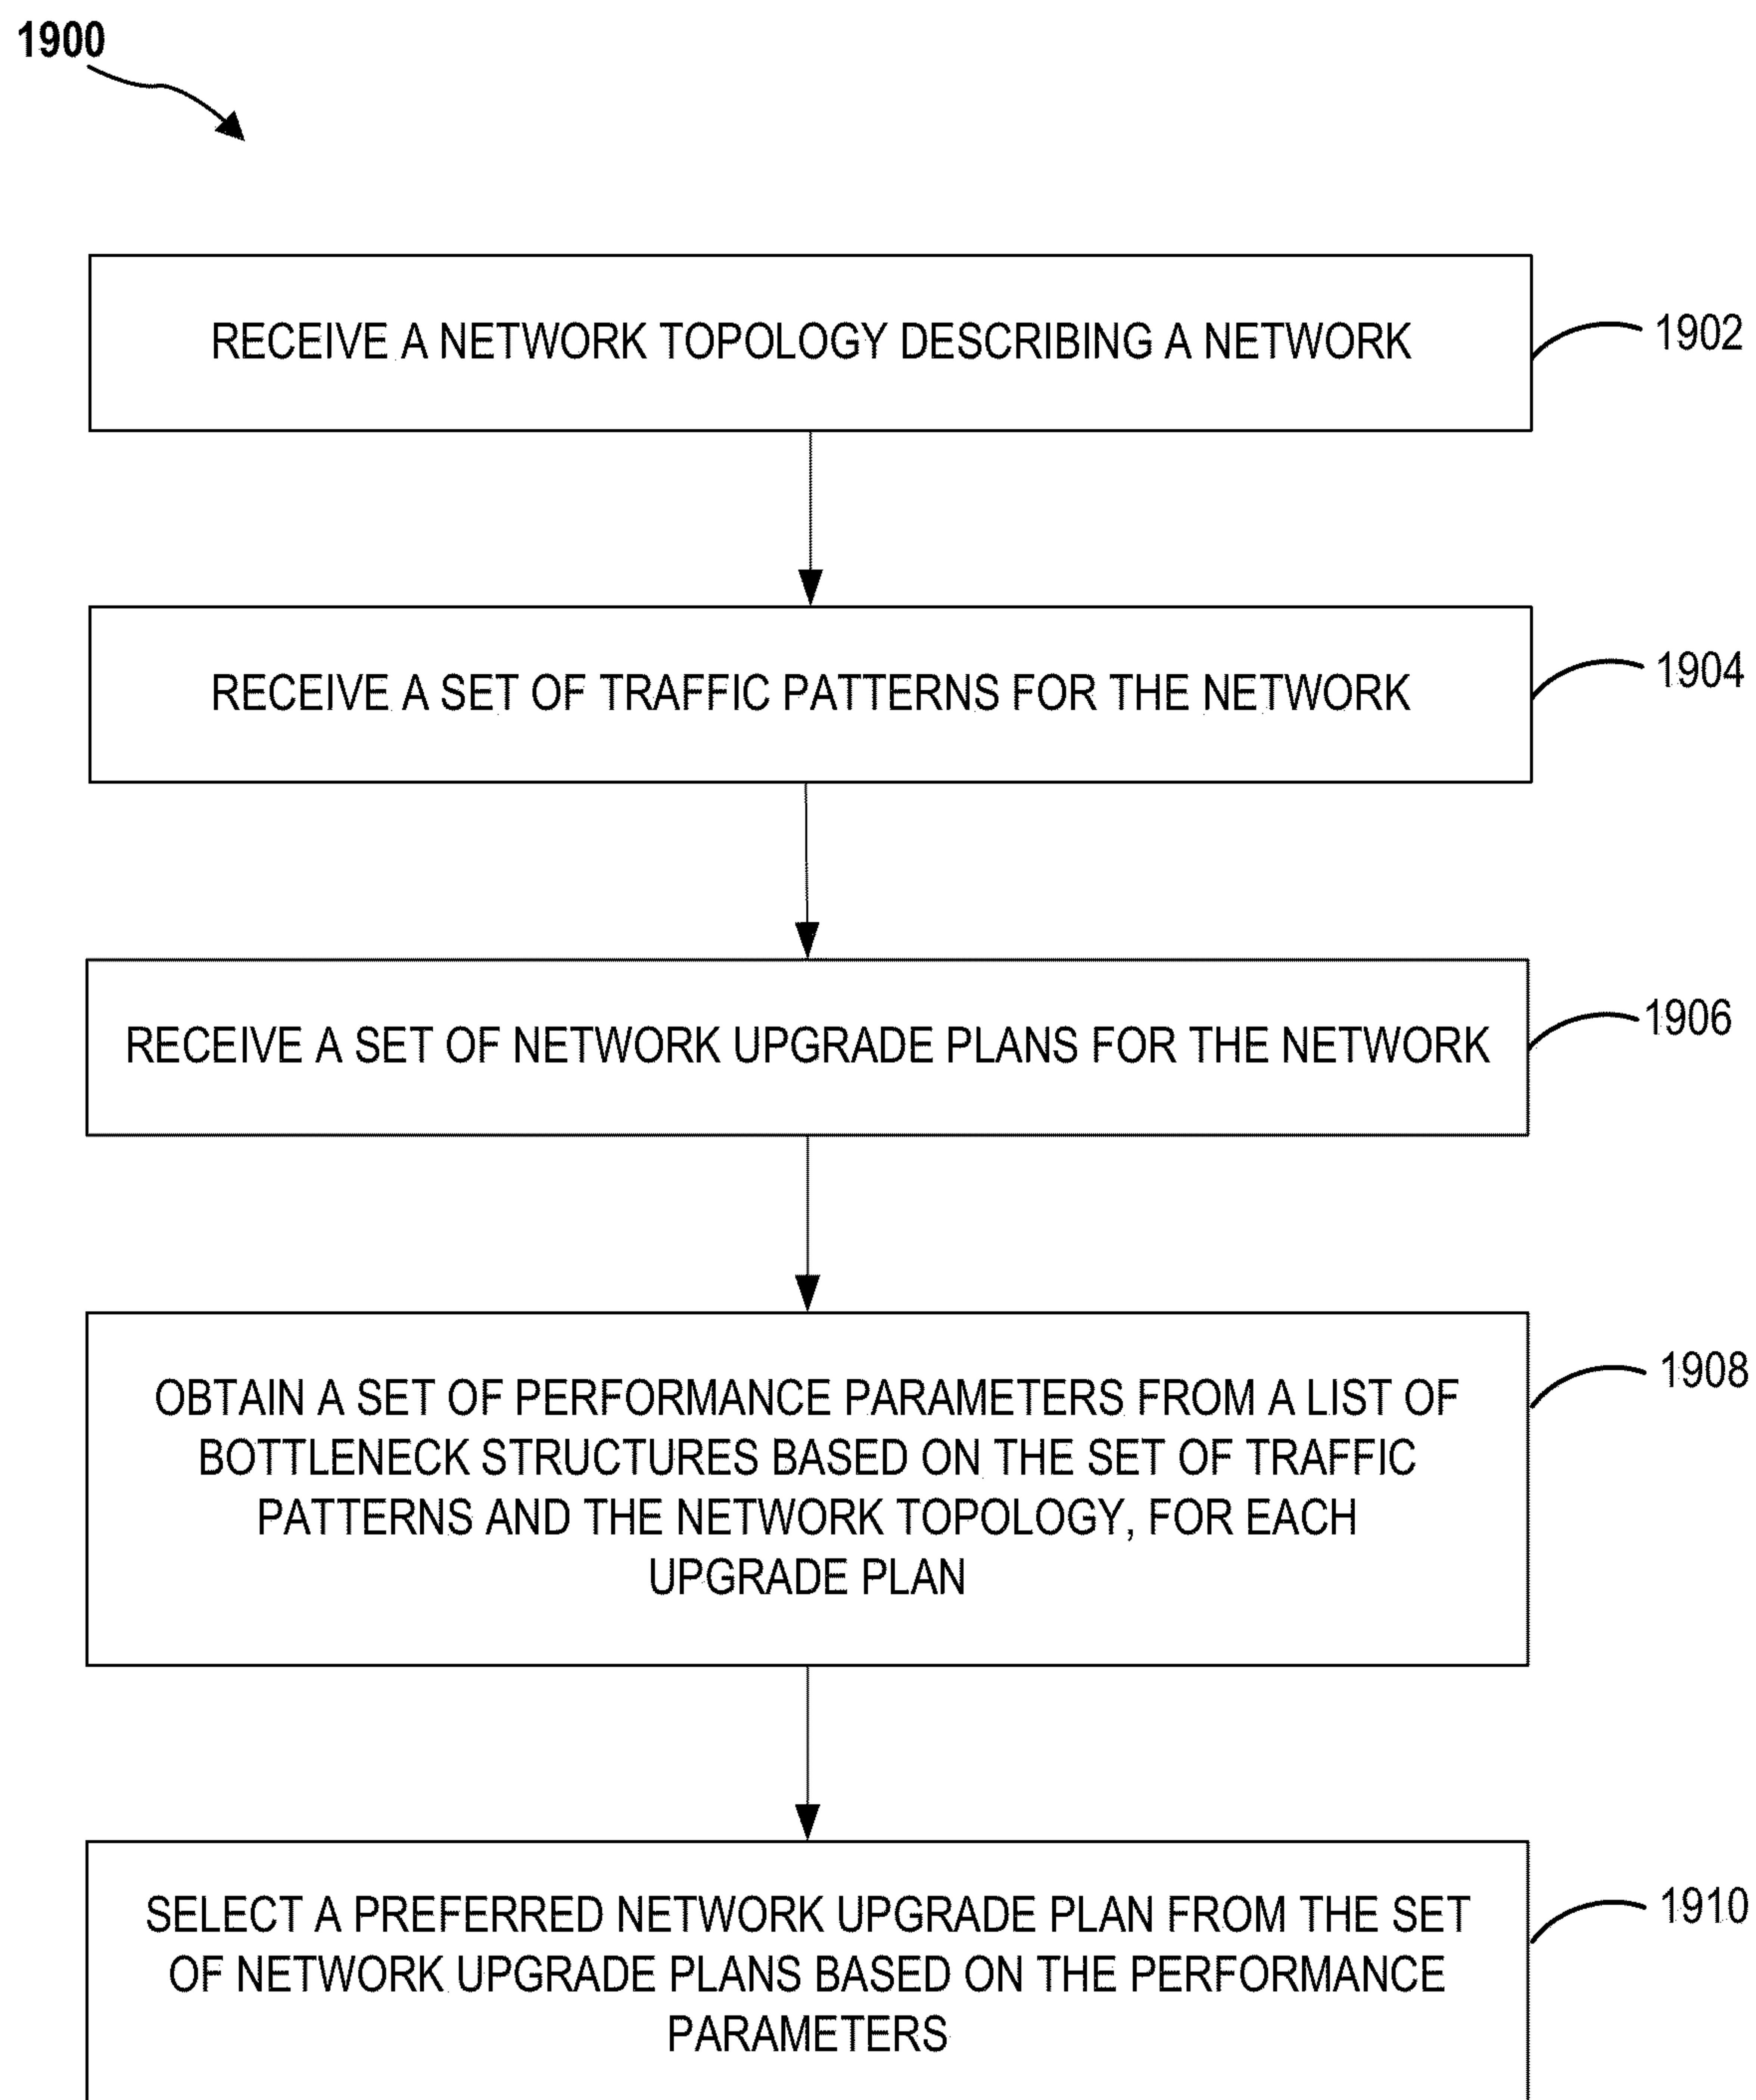 1900
RECEIVE A NETWORK TOPOLOGY DESCRIBING A NETWORK
1902
RECEIVE A SET OF TRAFFIC PATTERNS FOR THE NETWORK
1904
RECEIVE A SET OF NETWORK UPGRADE PLANS FOR THE NETWORK
1906
OBTAIN A SET OF PERFORMANCE PARAMETERS FROM A LIST OF
BOTTLENECK STRUCTURES BASED ON THE SET OF TRAFFIC
PATTERNS AND THE NETWORK TOPOLOGY, FOR EACH
UPGRADE PLAN
1908
SELECT A PREFERRED NETWORK UPGRADE PLAN FROM THE SET
OF NETWORK UPGRADE PLANS BASED ON THE PERFORMANCE
PARAMETERS
1910